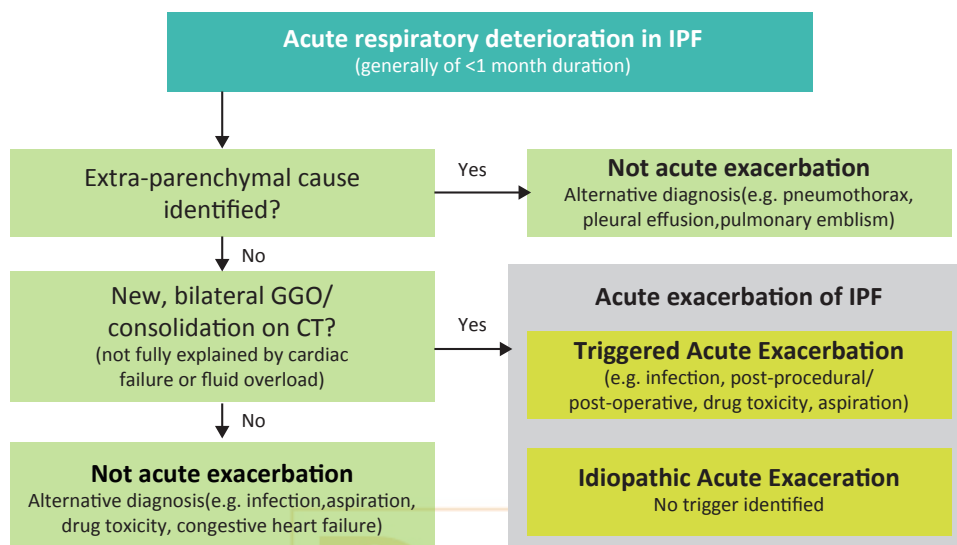 Acute respiratory deterioration in IPF
(generally of <1 month duration)
Extra-parenchymal cause
identified?
Yes
Not acute exacerbation
Alternative diagnosis(e.g. pneumothorax,
pleural effusion,pulmonary emblism)
No
New, bilateral GGO/
consolidation on CT?
(not fully explained by cardiac
failure or fluid overload)
Yes
Acute exacerbation of IPF
Triggered Acute Exacerbation
(e.g. infection, post-procedural/
post-operative, drug toxicity, aspiration)
Idiopathic Acute Exaceration
No trigger identified
No
Not acute exacerbation
Alternative diagnosis(e.g. infection,aspiration,
drug toxicity, congestive heart failure)